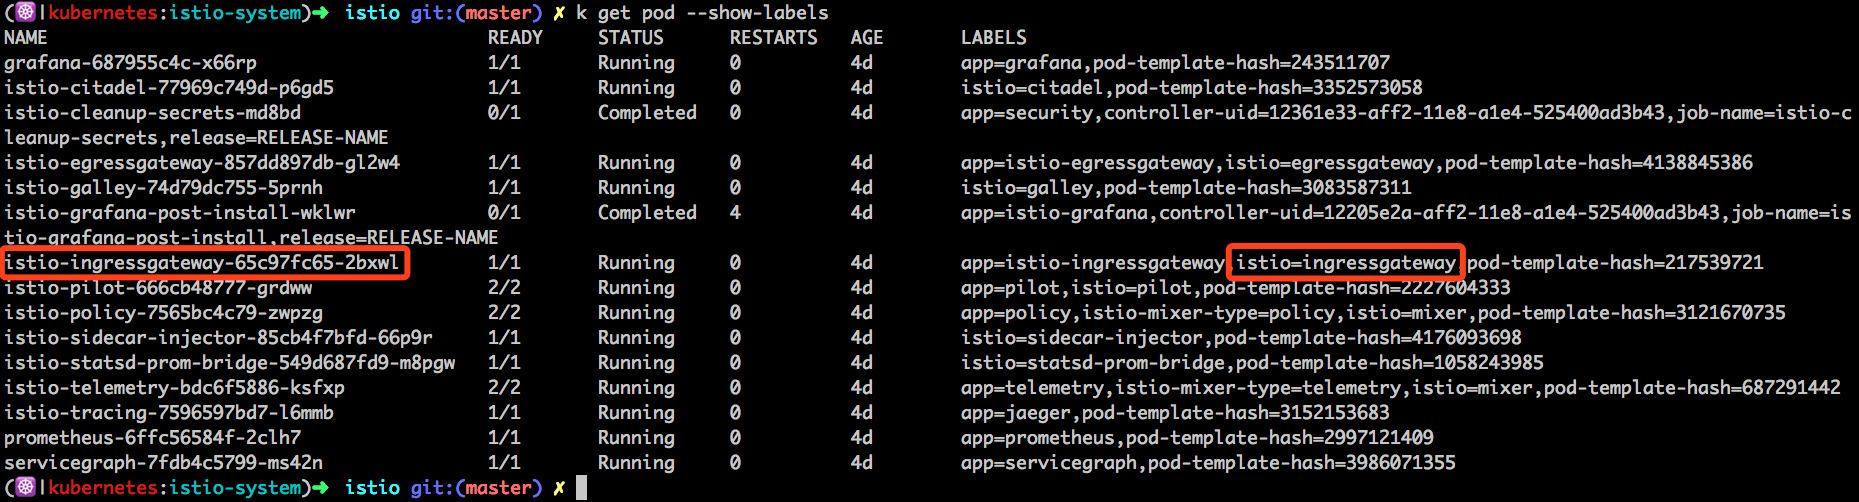 (⎈|kubernetes:istio-system)➜ istio git:(master) ✗ k get pod --show-labels
NAME READY STATUS RESTARTS AGE LABELS
grafana-687955c4c-x66rp 1/1 Running 0 4d app=grafana,pod-template-hash=243511707
istio-citadel-77969c749d-p6gd5 1/1 Running 0 4d istio=citadel,pod-template-hash=3352573058
istio-cleanup-secrets-md8bd 0/1 Completed 0 4d app=security,controller-uid=12361e33-aff2-11e8-a1e4-525400ad3b43,job-name=istio-c
leanup-secrets,release=RELEASE-NAME
istio-egressgateway-857dd897db-gl2w4 1/1 Running 0 4d app=istio-egressgateway,istio=egressgateway,pod-template-hash=4138845386
istio-galley-74d79dc755-5prnh 1/1 Running 0 4d istio=galley,pod-template-hash=3083587311
istio-grafana-post-install-wklwr 0/1 Completed 4 4d app=istio-grafana,controller-uid=12205e2a-aff2-11e8-a1e4-525400ad3b43,job-name=is
tio-grafana-post-install,release=RELEASE-NAME
istio-ingressgateway-65c97fc65-2bxwl 1/1 Running 0 4d app=istio-ingressgateway,istio=ingressgateway,pod-template-hash=217539721
istio-pilot-666cb48777-grdww 2/2 Running 0 4d app=pilot,istio=pilot,pod-template-hash=2227604333
istio-policy-7565bc4c79-zwpzg 2/2 Running 0 4d app=policy,istio-mixer-type=policy,istio=mixer,pod-template-hash=3121670735
istio-sidecar-injector-85cb4f7bfd-66p9r 1/1 Running 0 4d istio=sidecar-injector,pod-template-hash=4176093698
istio-statsd-prom-bridge-549d687fd9-m8pgw 1/1 Running 0 4d istio=statsd-prom-bridge,pod-template-hash=1058243985
istio-telemetry-bdc6f5886-ksfxp 2/2 Running 0 4d app=telemetry,istio-mixer-type=telemetry,istio=mixer,pod-template-hash=687291442
istio-tracing-7596597bd7-l6mmb 1/1 Running 0 4d app=jaeger,pod-template-hash=3152153683
prometheus-6ffc56584f-2clh7 1/1 Running 0 4d app=prometheus,pod-template-hash=2997121409
servicegraph-7fdb4c5799-ms42n 1/1 Running 0 4d app=servicegraph,pod-template-hash=3986071355
(⎈|kubernetes:istio-system)➜ istio git:(master) ✗